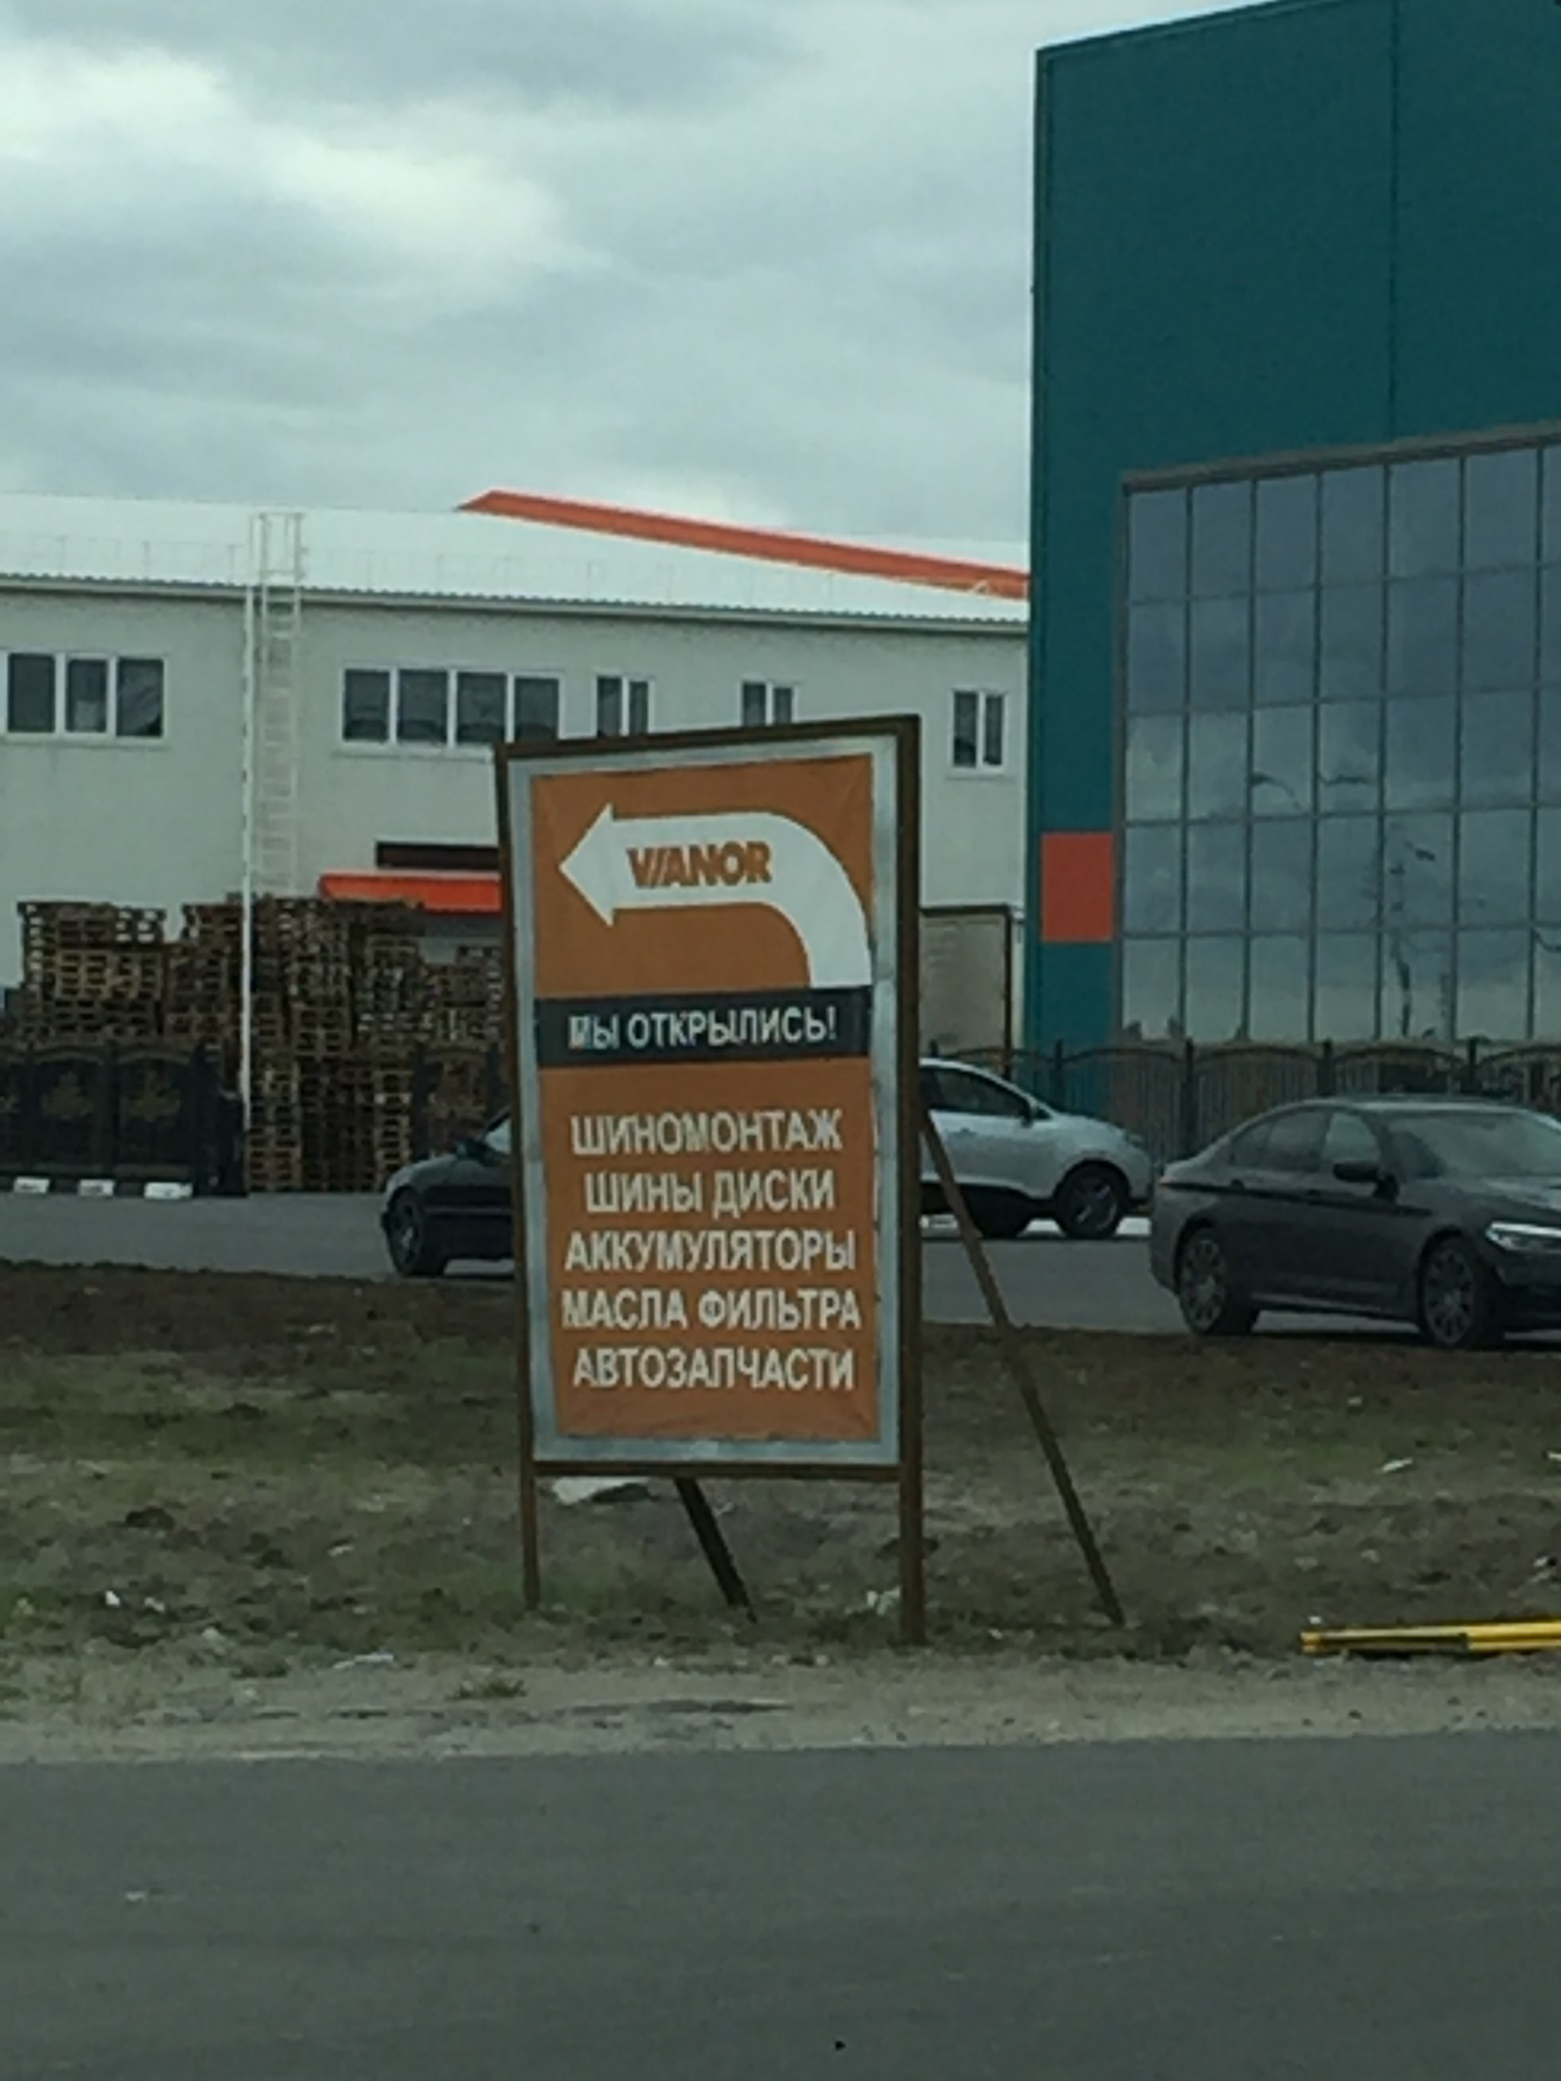 VIANOR
МЫ ОТКРЫЛИСЬ!
ШИНОМОНТАЖ
ШИНЫ ДИСКИ
АККУМУЛЯТОРЫ
МАСЛА ФИЛЬТРА
АВТОЗАПЧАСТИ